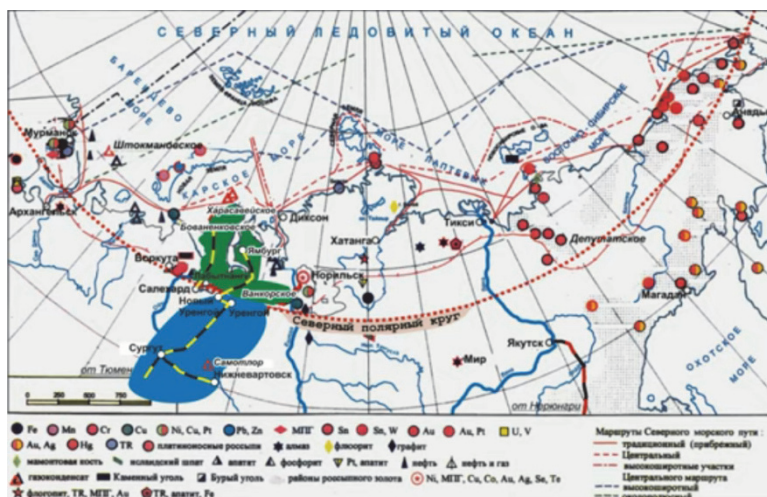 СЕВЕРНЫЙ ЛЕДОВИТЫЙ ОКЕАН
БАРЕНЦЕВО
МОРЕ
Мурманск
Штокмановское
КАРСКОЕ МОРЕ
МОРЕ ЛАПТЕВЫХ
ВОСТОЧНО-СИБИРСКОЕ
МОРЕ
Анадырь
Архангельск
Харасавейское
Бованенковское
Диксон
Ямбург
Хатанга
Тикси
Депутатское
Воркута
Лабытнанги
Салехард
Новый
Уренгой
Уренгой
Ванкорское
Норильск
Северный полярный круг
Магадан
Сургут
Самотлор
Нижневартовск
Мир
Якутск
ОХОТСКОЕ
МОРЕ
от Тюмени
от Нерюнгри
Fe Mn Cr Cu Ni, Cu, Pt Pb, Zn МПГ Sn Sn, W Au Au, Pt U, V
Au, Ag Hg TR платиноносные россыпи алмаз флюорит графит
мамонтовая кость исландский шпат апатит фосфорит Pt, апатит нефть нефть и газ
газоконденсат Каменный уголь Бурый уголь районы россыпного золота Ni, МПГ, Cu, Co, Au, Ag, Se, Te
флогопит, TR, МПГ, Au TR, апатит, Fe
Маршруты Северного морского пути :
традиционный (прибрежный)
Центральный
высокоширотные участки
Центрального маршрута
высокоширотный